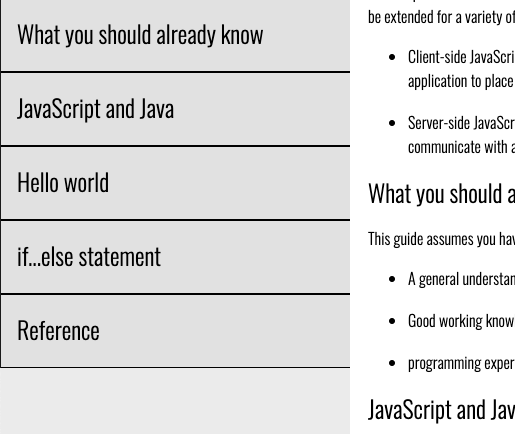 What you should already know
JavaScript and Java
Hello world
if...else statement
Reference
be extended for a variety of
Client-side JavaScri
application to place
Server-side JavaScr
communicate with a
What you should a
This guide assumes you hav
A general understan
Good working know
programming exper
JavaScript and Jav